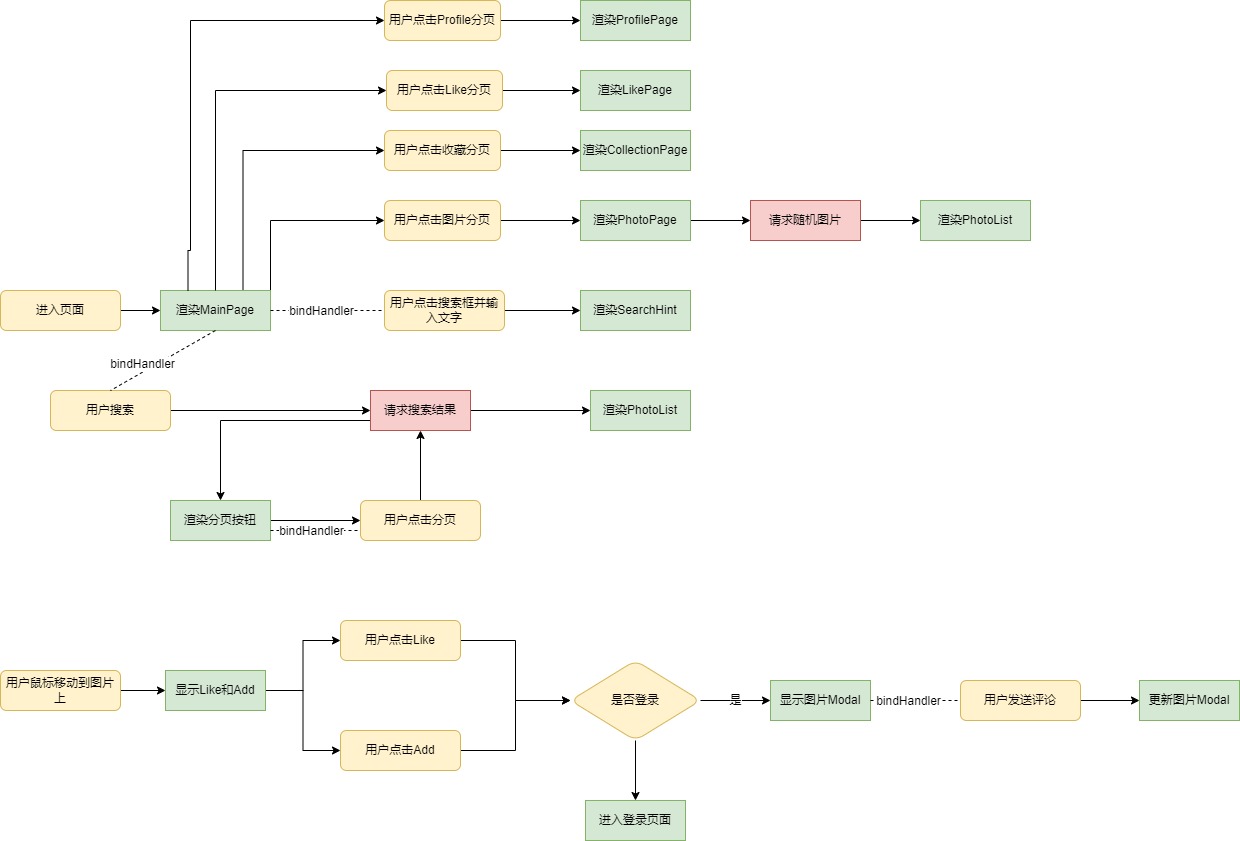 用户点击Profile分页
渲染ProfilePage
用户点击Like分页
渲染LikePage
用户点击收藏分页
渲染CollectionPage
用户点击图片分页
渲染PhotoPage
请求随机图片
渲染PhotoList
进入页面
渲染MainPage
bindHandler
用户点击搜索框并输
入文字
渲染SearchHint
bindHandler
用户搜索
请求搜索结果
渲染PhotoList
渲染分页按钮
bindHandler
用户点击分页
用户鼠标移动到图片
上
显示Like和Add
用户点击Like
用户点击Add
是否登录
是
显示图片Modal
bindHandler
用户发送评论
更新图片Modal
进入登录页面